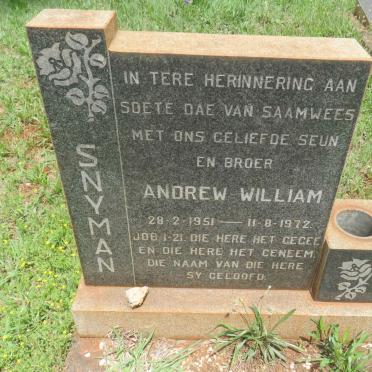 SNYMAN
IN TERE HERINNERING AAN
SOETE DAE VAN SAAMWEES
MET ONS GELIEFDE SEUN
EN BROER
ANDREW WILLIAM
28-2-1951 — 11-8-1972
JOB 1-21. DIE HERE HET GEGEE
EN DIE HERE HET GENEEM,
DIE NAAM VAN DIE HERE
SY GELOOFD.